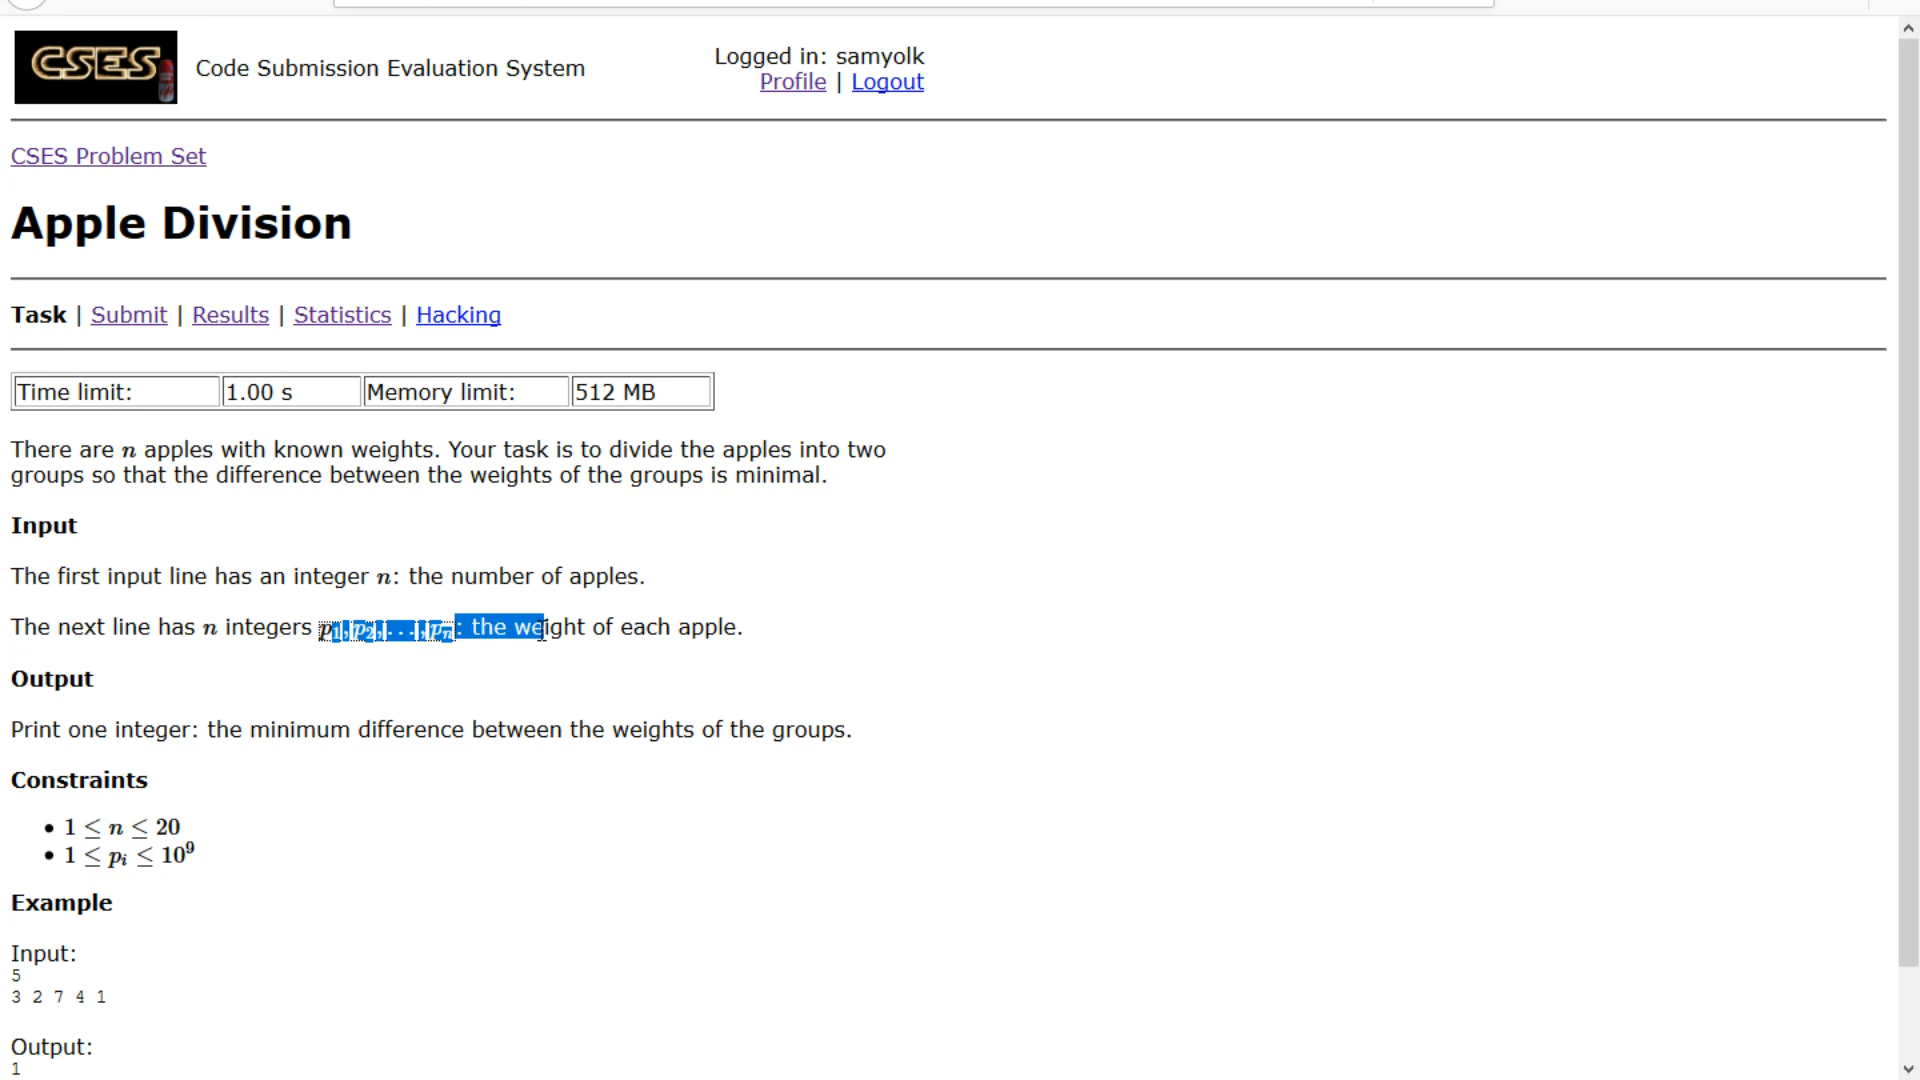 CSES
Code Submission Evaluation System
Logged in: samyolk
Profile | Logout
CSES Problem Set
Apple Division
Task | Submit | Results | Statistics | Hacking
Time limit: 1.00 s Memory limit: 512 MB
There are n apples with known weights. Your task is to divide the apples into two
groups so that the difference between the weights of the groups is minimal.
Input
The first input line has an integer n: the number of apples.
The next line has n integers p₁, p₂, …, pₙ: the weight of each apple.
Output
Print one integer: the minimum difference between the weights of the groups.
Constraints
• 1 ≤ n ≤ 20
• 1 ≤ pᵢ ≤ 10⁹
Example
Input:
5
3 2 7 4 1
Output:
1